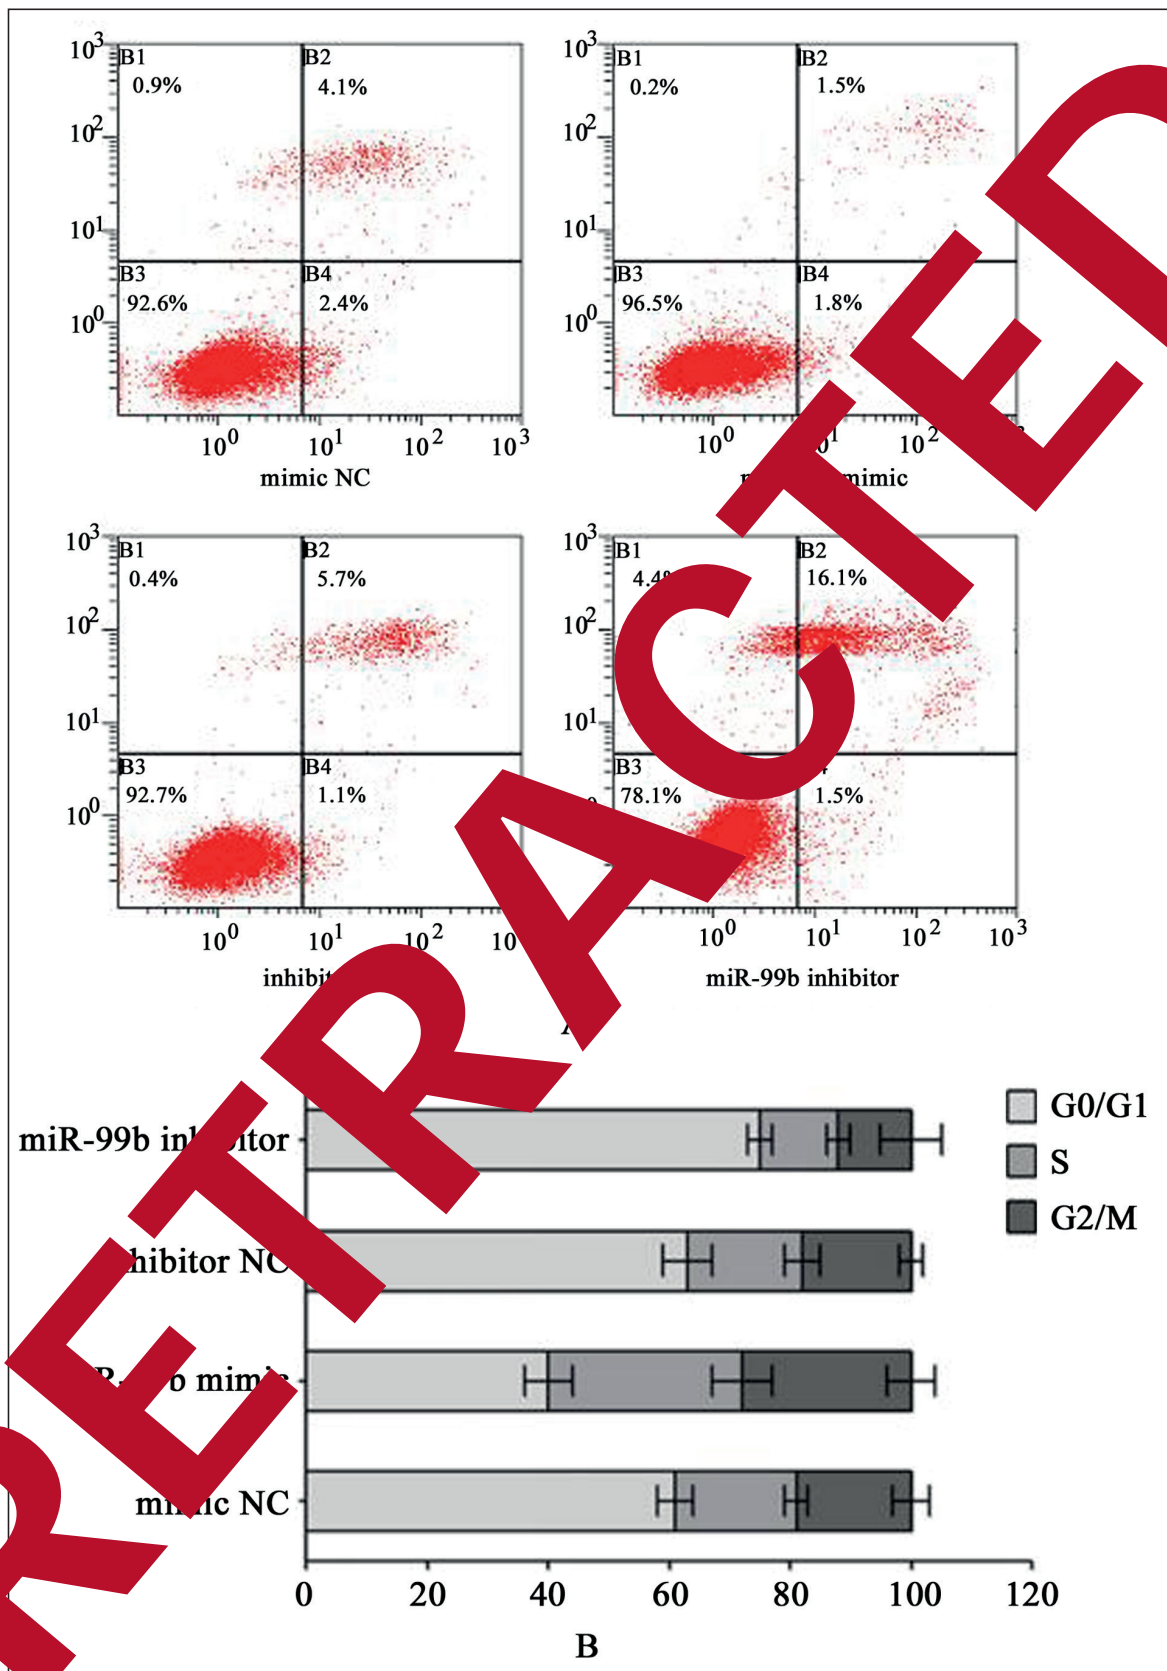 10³
B1
B2
0.9%
4.1%
10²
10¹
B3
B4
92.6%
2.4%
10⁰
10⁰ 10¹ 10² 10³
mimic NC
10³
B1
B2
0.2%
1.5%
10²
10¹
B3
B4
96.5%
1.8%
10⁰
10⁰ 10²
mimic
10³
B1
B2
0.4%
5.7%
10²
10¹
B3
B4
92.7%
1.1%
10⁰
10⁰ 10¹ 10²
10³
B1
B2
16.1%
10²
10¹
B3
78.1%
1.5%
10⁰ 10¹ 10² 10³
miR-99b inhibitor
G0/G1
S
G2/M
miR-99b inhibitor
NC
mimic
mimic NC
0 20 40 60 80 100 120
B
RETRACTED